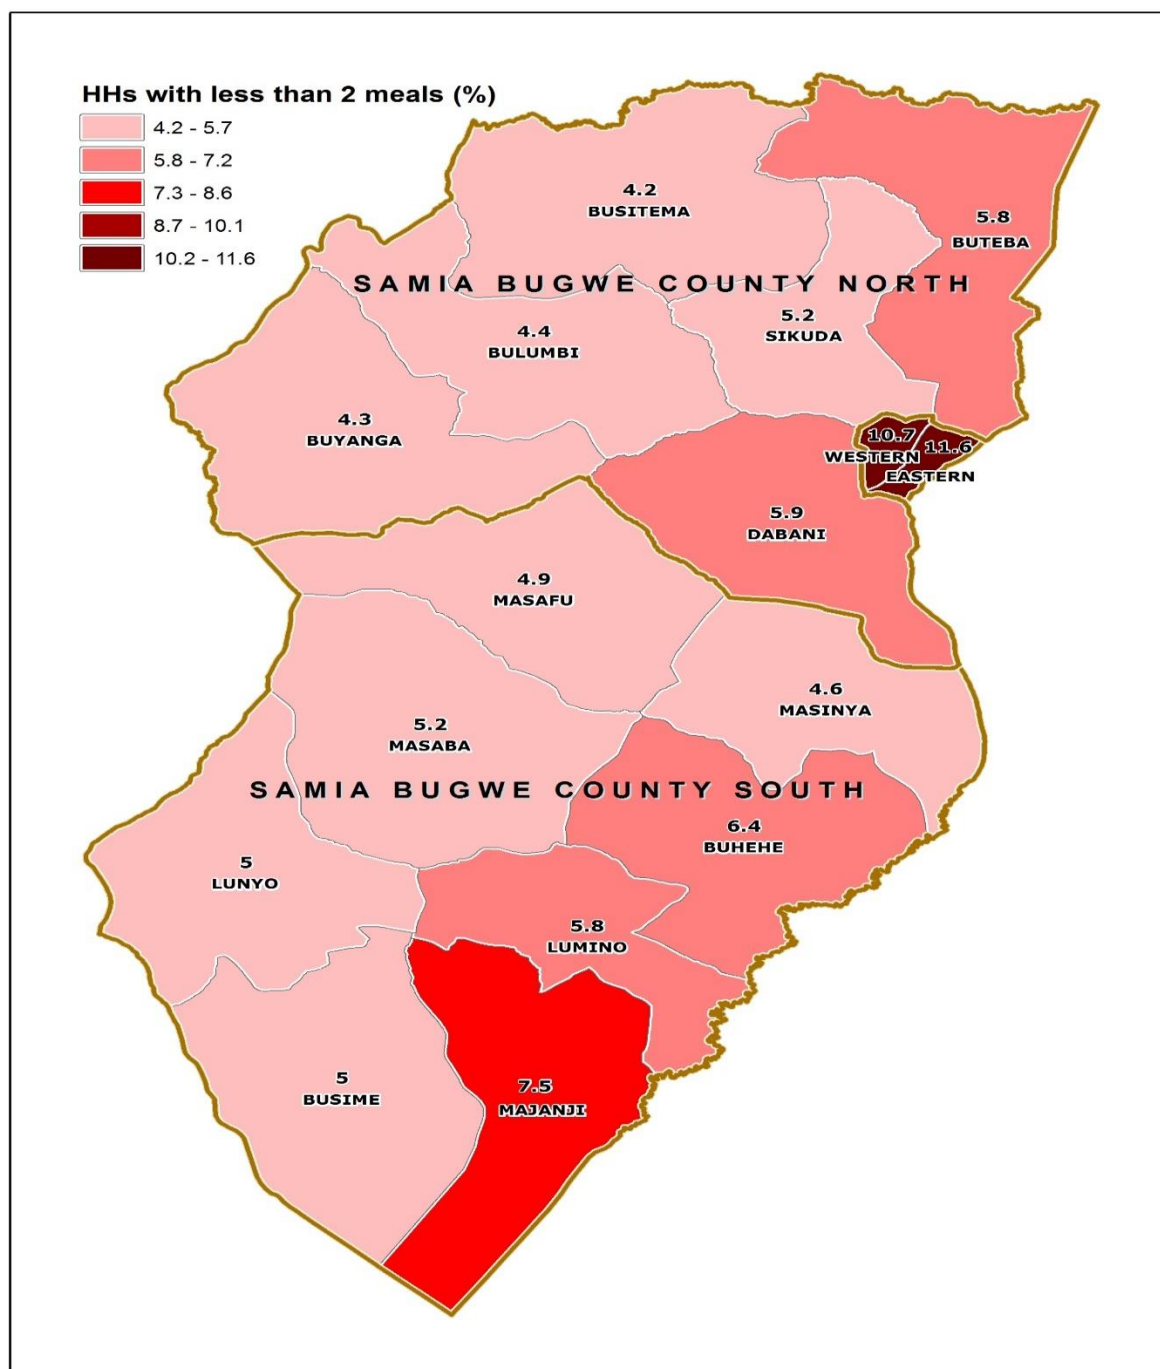 HHs with less than 2 meals (%)
4.2 - 5.7
5.8 - 7.2
7.3 - 8.6
8.7 - 10.1
10.2 - 11.6
4.2
BUSITEMA
5.8
BUTEBA
SAMIA BUGWE COUNTY NORTH
5.2
SIKUDA
4.4
BULUMBI
4.3
BUYANGA
10.7
WESTERN
11.6
EASTERN
5.9
DABANI
4.9
MASAFU
4.6
MASINYA
5.2
MASABA
SAMIA BUGWE COUNTY SOUTH
6.4
BUHEHE
5
LUNYO
5.8
LUMINO
5
BUSIME
7.5
MAJANJI